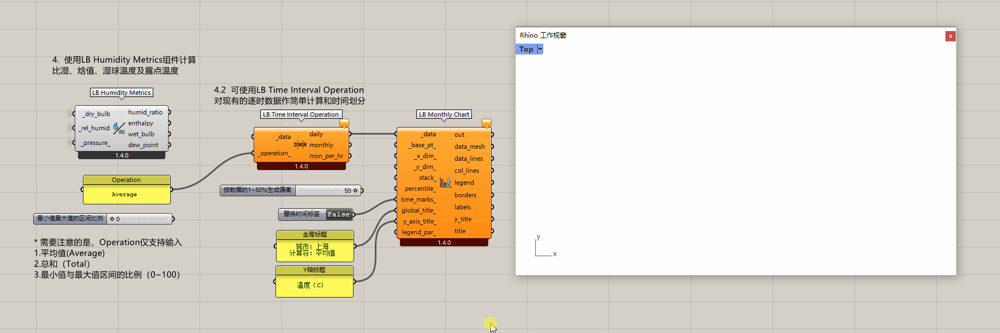 4. 使用LB Humidity Metrics组件计算
比湿、焓值、湿球温度及露点温度
LB Humidity Metrics
_dry_bulb
_rel_humid
_pressure_
humid_ratio
enthalpy
wet_bulb
dew_point
1.4.0
Operation
Average
最小值最大值的区间比例
0
* 需要注意的是，Operation仅支持输入
1.平均值(Average)
2.总和（Total）
3.最小值与最大值区间的比例（0~100）
4.2 可使用LB Time Interval Operation
对现有的逐时数据作简单计算和时间划分
LB Time Interval Operation
_data
_operation_
DMH
daily
monthly
mon_per_hr
1.4.0
按数据的1~50%生成偏离
50
替换时间标签
False
全局标题
城市：上海
计算符：平均值
Y轴标题
温度（C）
LB Monthly Chart
_data
_base_pt_
_x_dim_
_y_dim_
stack_
percentile_
time_marks_
global_title_
y_axis_title_
legend_par_
out
data_mesh
data_lines
col_lines
legend
borders
labels
y_title
title
1.4.0
Rhino 工作视窗
x
Top
y
x